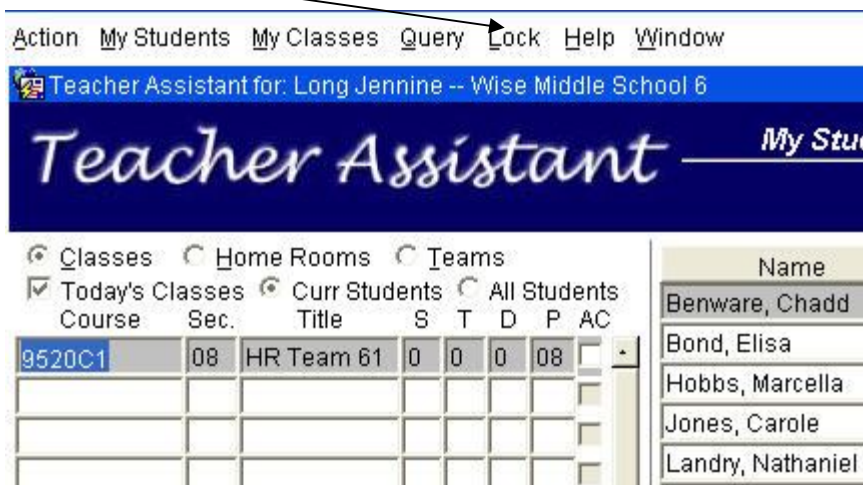 Action My Students My Classes Query Lock Help Window
Teacher Assistant for: Long Jennine -- Wise Middle School 6
Teacher Assistant My Stu
Classes Home Rooms Teams
Today's Classes Curr Students All Students
Course Sec. Title S T D P AC
9520C1 08 HR Team 61 0 0 0 08
Name
Benware, Chadd
Bond, Elisa
Hobbs, Marcella
Jones, Carole
Landry, Nathaniel